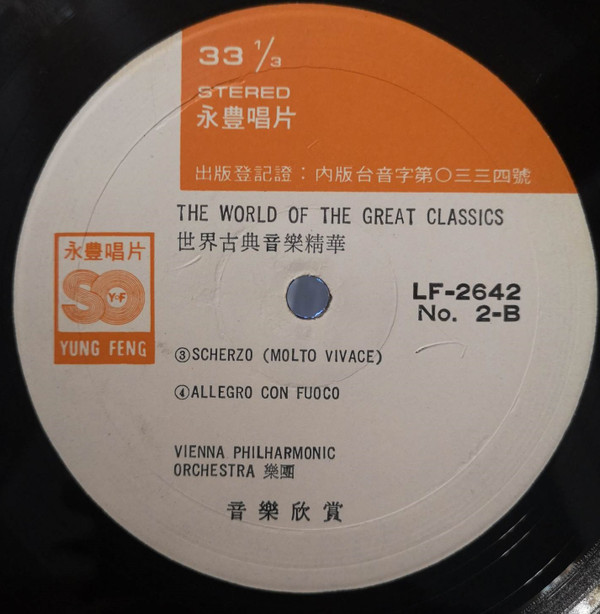 33 1/3
STEREO
永豐唱片
出版登記證：內版台音字第〇三三四號
THE WORLD OF THE GREAT CLASSICS
世界古典音樂精華
永豐唱片
SO
Y&F
YUNG FENG
LF-2642
No. 2-B
③SCHERZO (MOLTO VIVACE)
④ALLEGRO CON FUOCO
VIENNA PHILHARMONIC
ORCHESTRA 樂團
音樂欣賞